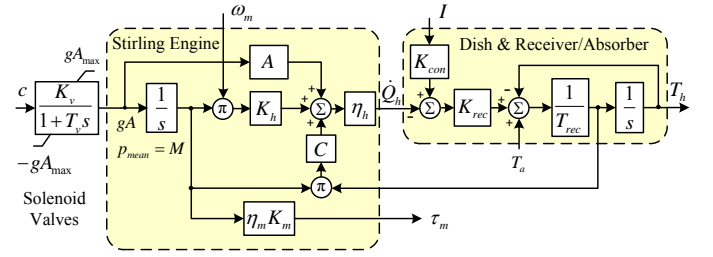 ω_m
I
Stirling Engine
Dish & Receiver/Absorber
gA_max
A
K_con
c
K_v
1+T_v s
1
s
π
K_h
+
+
+
Σ
η_h
Q̇_h
+
-
Σ
K_rec
-
+
+
Σ
1
T_rec
1
s
T_h
gA
p_mean = M
C
-gA_max
T_a
Solenoid
Valves
π
η_m K_m
τ_m